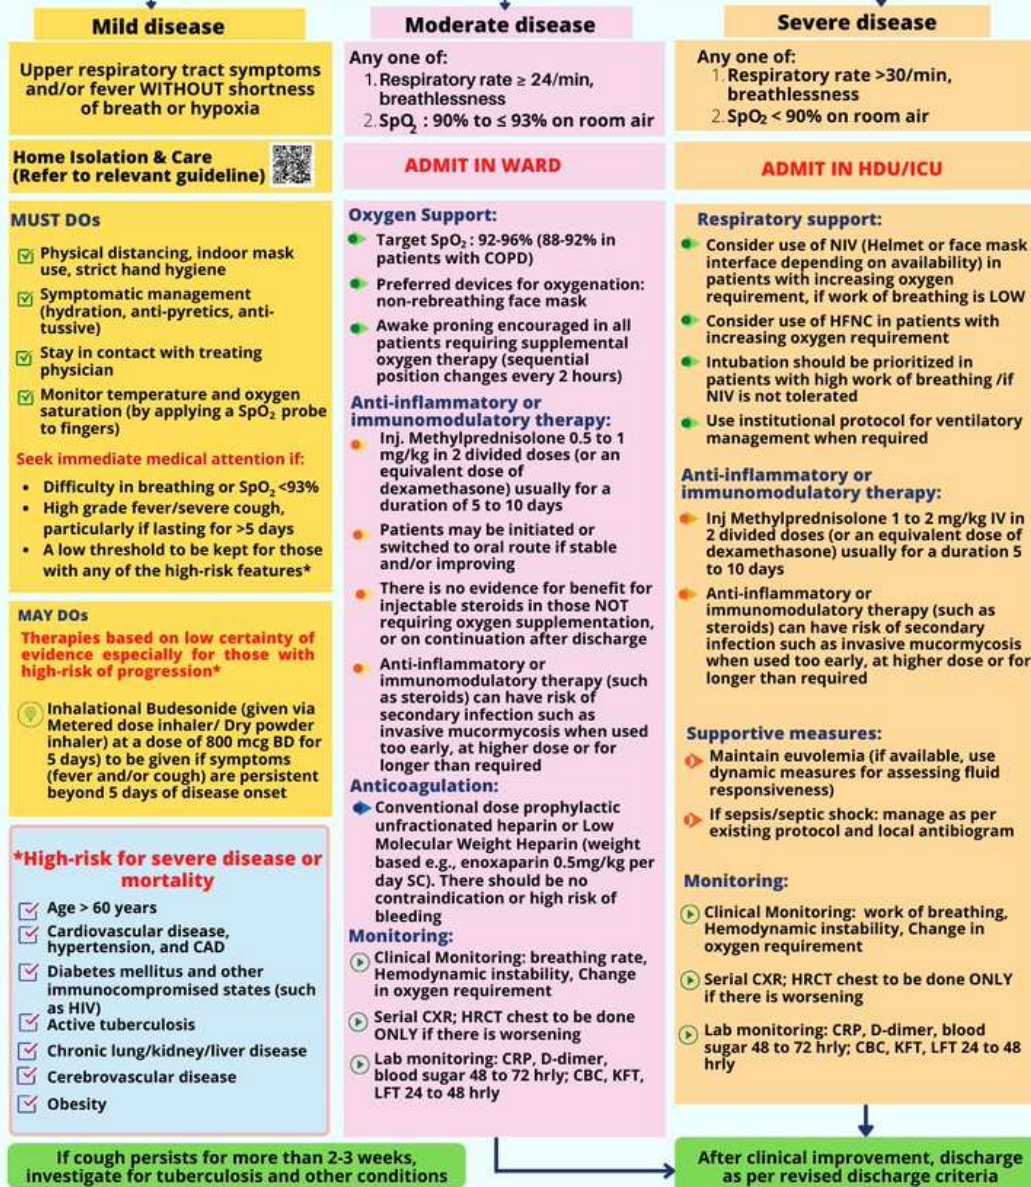 Mild disease
Upper respiratory tract symptoms
and/or fever WITHOUT shortness
of breath or hypoxia
Home Isolation & Care
(Refer to relevant guideline)
MUST DOs
Physical distancing, indoor mask
use, strict hand hygiene
Symptomatic management
(hydration, anti-pyretics, anti-
tussive)
Stay in contact with treating
physician
Monitor temperature and oxygen
saturation (by applying a SpO₂ probe
to fingers)
Seek immediate medical attention if:
• Difficulty in breathing or SpO₂ <93%
• High grade fever/severe cough,
particularly if lasting for >5 days
• A low threshold to be kept for those
with any of the high-risk features*
MAY DOs
Therapies based on low certainty of
evidence especially for those with
high-risk of progression*
Inhalational Budesonide (given via
Metered dose inhaler/ Dry powder
inhaler) at a dose of 800 mcg BD for
5 days) to be given if symptoms
(fever and/or cough) are persistent
beyond 5 days of disease onset
*High-risk for severe disease or
mortality
Age > 60 years
Cardiovascular disease,
hypertension, and CAD
Diabetes mellitus and other
immunocompromised states (such
as HIV)
Active tuberculosis
Chronic lung/kidney/liver disease
Cerebrovascular disease
Obesity
If cough persists for more than 2-3 weeks,
investigate for tuberculosis and other conditions
Moderate disease
Any one of:
1. Respiratory rate ≥ 24/min,
breathlessness
2. SpO₂ : 90% to ≤ 93% on room air
ADMIT IN WARD
Oxygen Support:
Target SpO₂ : 92-96% (88-92% in
patients with COPD)
Preferred devices for oxygenation:
non-rebreathing face mask
Awake proning encouraged in all
patients requiring supplemental
oxygen therapy (sequential
position changes every 2 hours)
Anti-inflammatory or
immunomodulatory therapy:
Inj. Methylprednisolone 0.5 to 1
mg/kg in 2 divided doses (or an
equivalent dose of
dexamethasone) usually for a
duration of 5 to 10 days
Patients may be initiated or
switched to oral route if stable
and/or improving
There is no evidence for benefit for
injectable steroids in those NOT
requiring oxygen supplementation,
or on continuation after discharge
Anti-inflammatory or
immunomodulatory therapy (such
as steroids) can have risk of
secondary infection such as
invasive mucormycosis when used
too early, at higher dose or for
longer than required
Anticoagulation:
Conventional dose prophylactic
unfractionated heparin or Low
Molecular Weight Heparin (weight
based e.g., enoxaparin 0.5mg/kg per
day SC). There should be no
contraindication or high risk of
bleeding
Monitoring:
Clinical Monitoring: breathing rate,
Hemodynamic instability, Change
in oxygen requirement
Serial CXR; HRCT chest to be done
ONLY if there is worsening
Lab monitoring: CRP, D-dimer,
blood sugar 48 to 72 hrly; CBC, KFT,
LFT 24 to 48 hrly
Severe disease
Any one of:
1. Respiratory rate >30/min,
breathlessness
2. SpO₂ < 90% on room air
ADMIT IN HDU/ICU
Respiratory support:
Consider use of NIV (Helmet or face mask
interface depending on availability) in
patients with increasing oxygen
requirement, if work of breathing is LOW
Consider use of HFNC in patients with
increasing oxygen requirement
Intubation should be prioritized in
patients with high work of breathing /if
NIV is not tolerated
Use institutional protocol for ventilatory
management when required
Anti-inflammatory or
immunomodulatory therapy:
Inj Methylprednisolone 1 to 2 mg/kg IV in
2 divided doses (or an equivalent dose of
dexamethasone) usually for a duration 5
to 10 days
Anti-inflammatory or
immunomodulatory therapy (such as
steroids) can have risk of secondary
infection such as invasive mucormycosis
when used too early, at higher dose or for
longer than required
Supportive measures:
Maintain euvolemia (if available, use
dynamic measures for assessing fluid
responsiveness)
If sepsis/septic shock: manage as per
existing protocol and local antibiogram
Monitoring:
Clinical Monitoring: work of breathing,
Hemodynamic instability, Change in
oxygen requirement
Serial CXR; HRCT chest to be done ONLY
if there is worsening
Lab monitoring: CRP, D-dimer, blood
sugar 48 to 72 hrly; CBC, KFT, LFT 24 to 48
hrly
After clinical improvement, discharge
as per revised discharge criteria